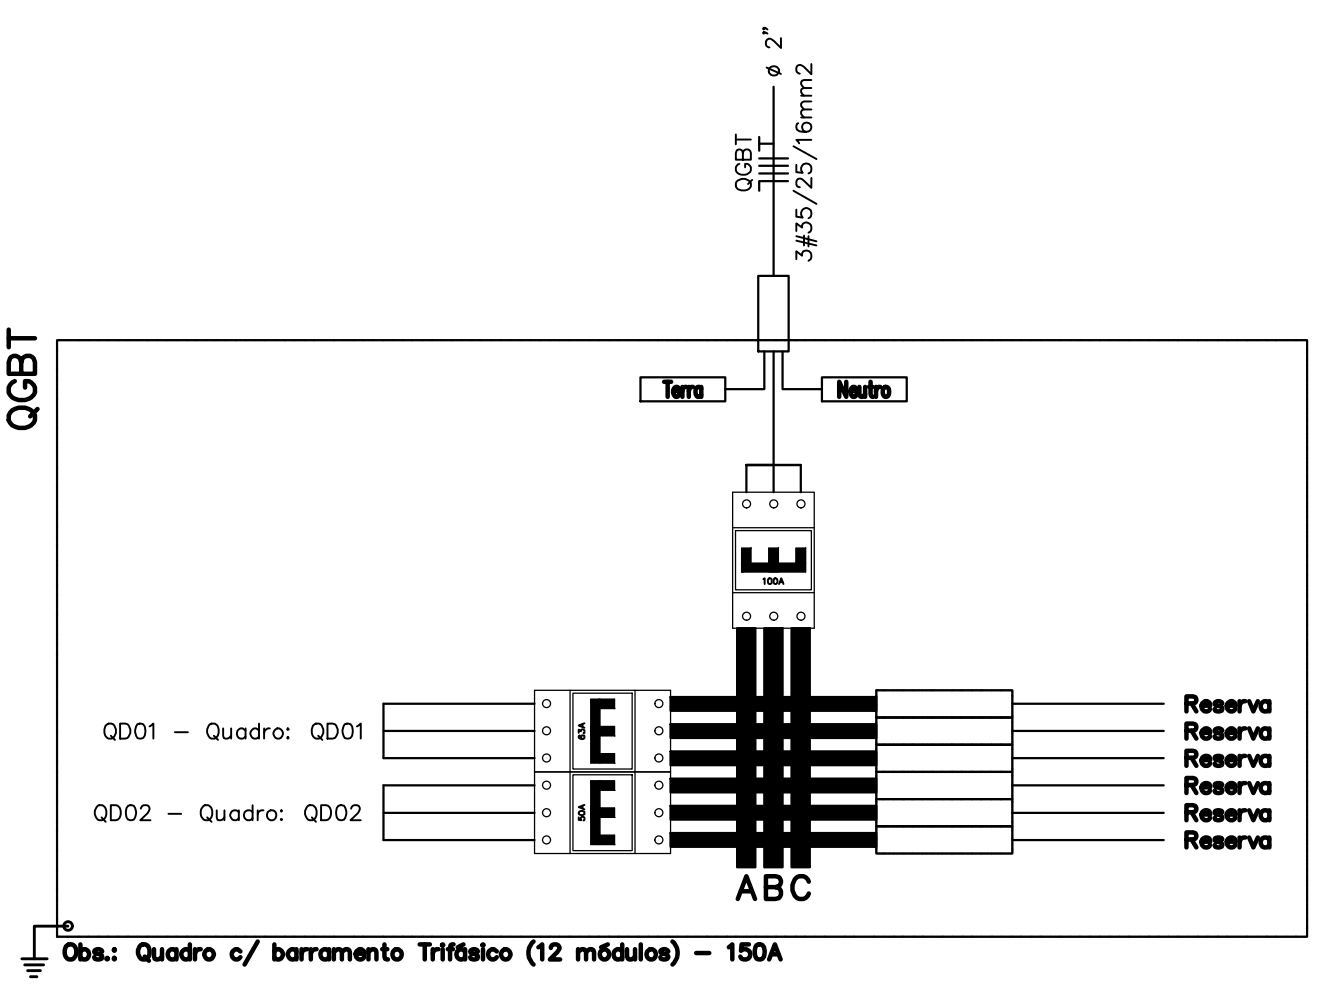 ø 2”
QGBT
3#35/25/16mm2
QGBT
Terra
Neutro
100A
63A
50A
QD01 – Quadro: QD01
QD02 – Quadro: QD02
Reserva
Reserva
Reserva
Reserva
Reserva
Reserva
A B C
Obs.: Quadro c/ barramento Trifásico (12 módulos) – 150A